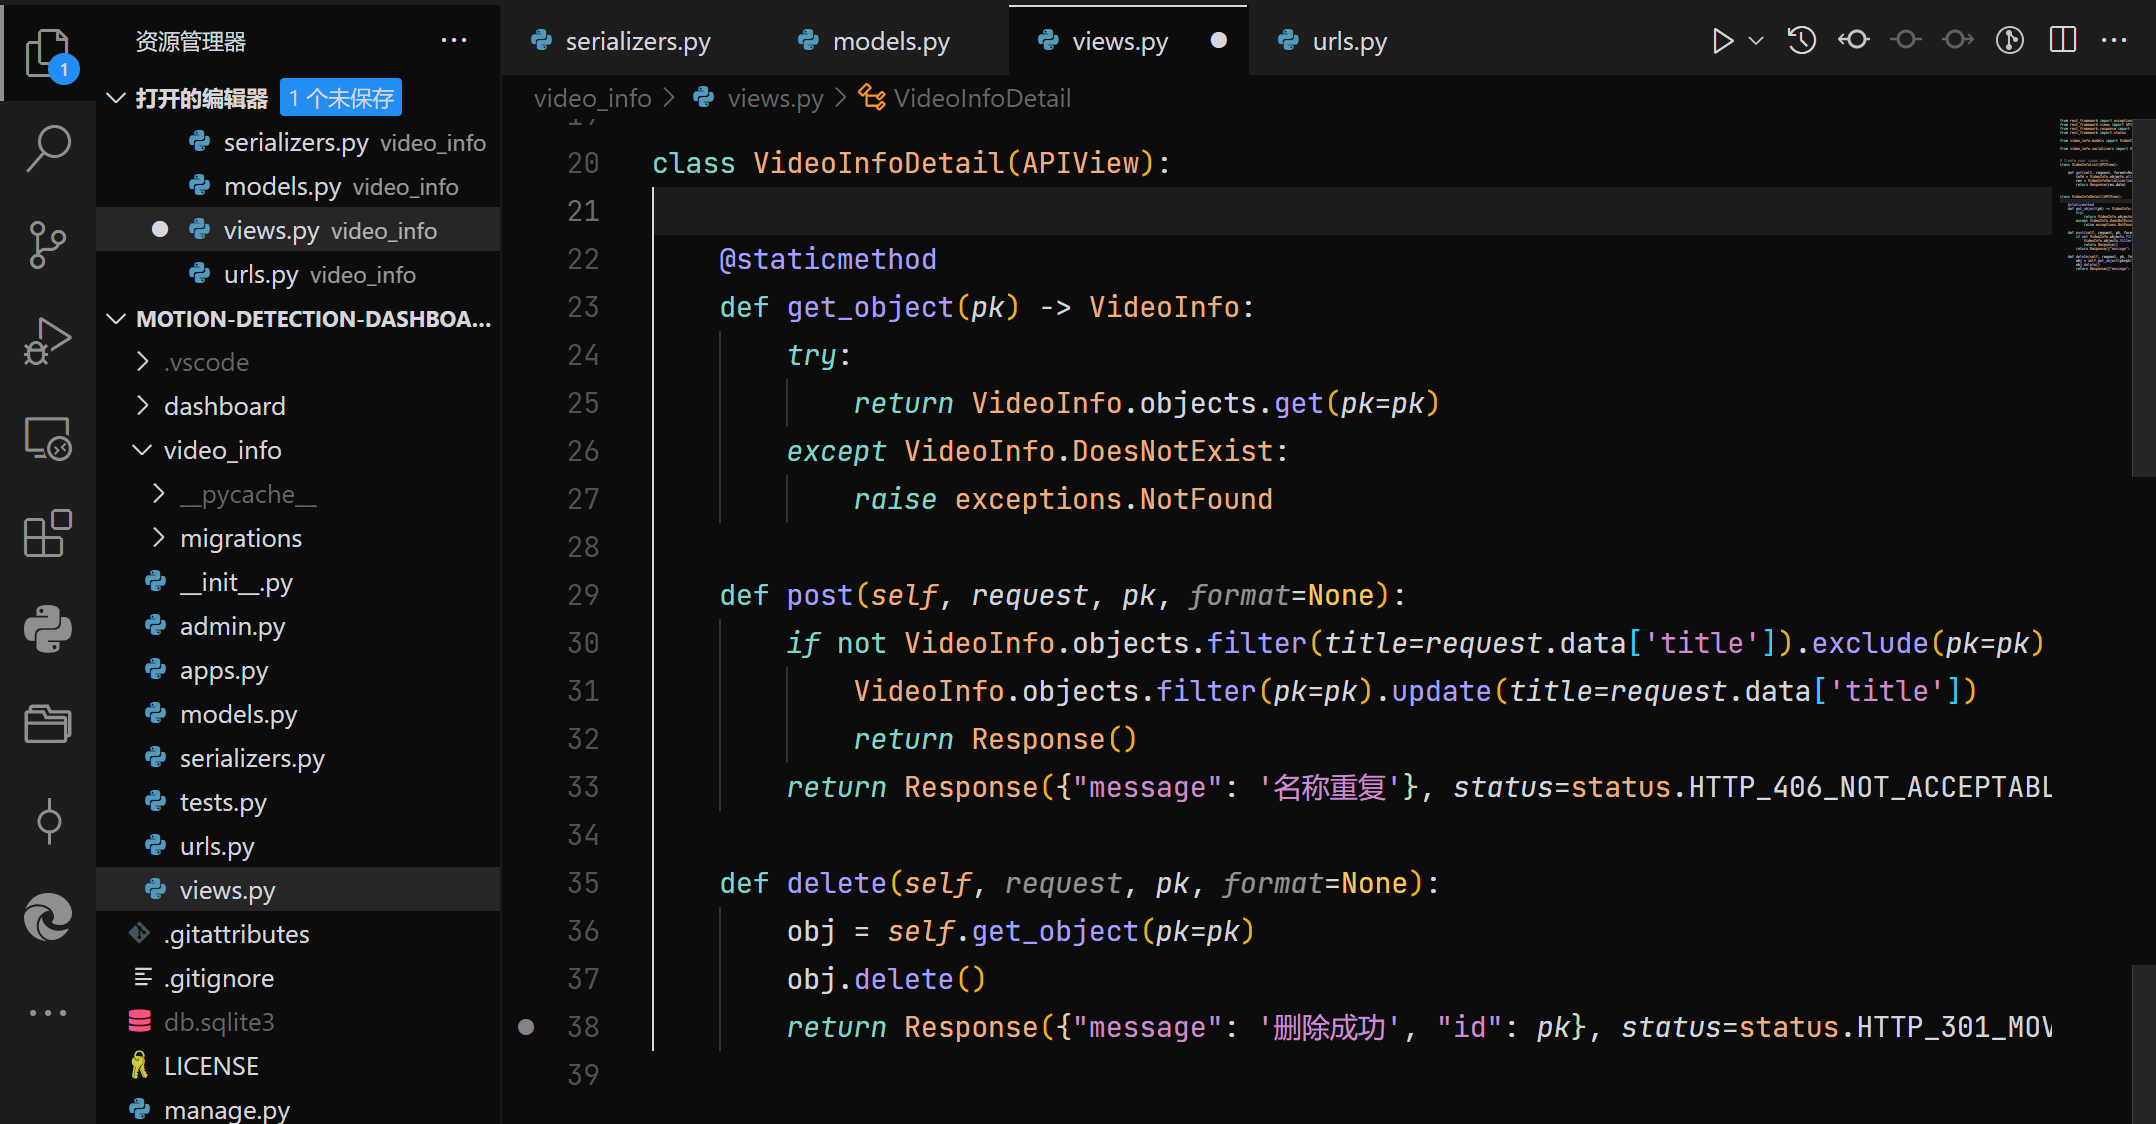 资源管理器
1
打开的编辑器 1 个未保存
serializers.py video_info
models.py video_info
views.py video_info
urls.py video_info
MOTION-DETECTION-DASHBOA...
.vscode
dashboard
video_info
__pycache__
migrations
__init__.py
admin.py
apps.py
models.py
serializers.py
tests.py
urls.py
views.py
.gitattributes
.gitignore
db.sqlite3
LICENSE
manage.py
serializers.py models.py views.py urls.py
video_info > views.py > VideoInfoDetail
20 class VideoInfoDetail(APIView):
21
22 @staticmethod
23 def get_object(pk) -> VideoInfo:
24 try:
25 return VideoInfo.objects.get(pk=pk)
26 except VideoInfo.DoesNotExist:
27 raise exceptions.NotFound
28
29 def post(self, request, pk, format=None):
30 if not VideoInfo.objects.filter(title=request.data['title']).exclude(pk=pk)
31 VideoInfo.objects.filter(pk=pk).update(title=request.data['title'])
32 return Response()
33 return Response({"message": '名称重复'}, status=status.HTTP_406_NOT_ACCEPTABL
34
35 def delete(self, request, pk, format=None):
36 obj = self.get_object(pk=pk)
37 obj.delete()
38 return Response({"message": '删除成功', "id": pk}, status=status.HTTP_301_MOV
39